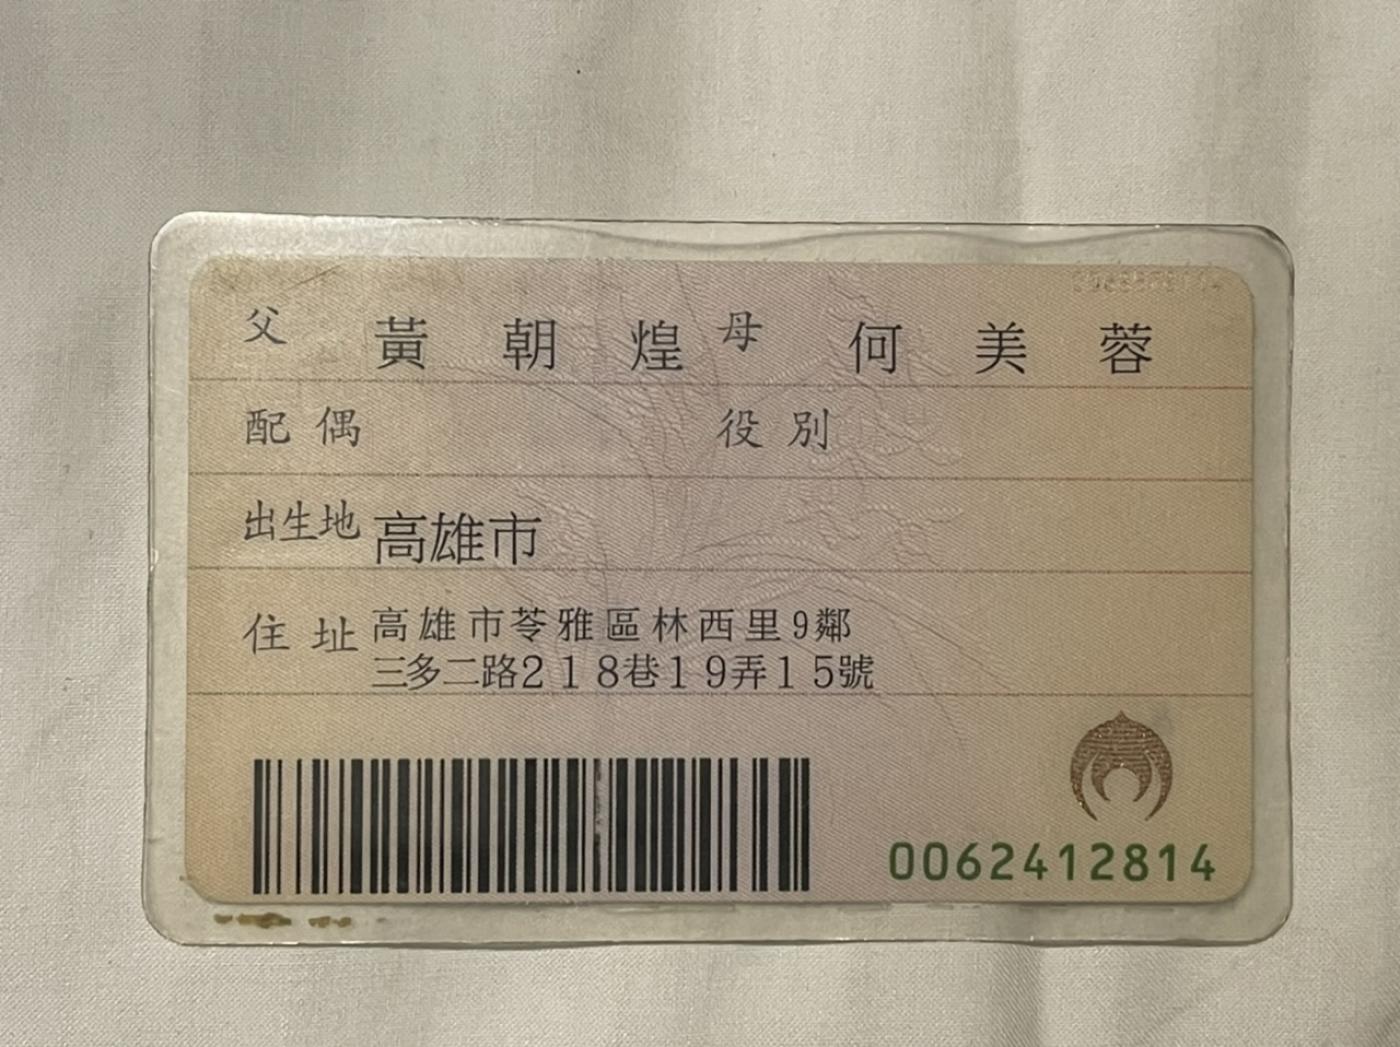 父 黃朝煌 母 何美蓉
配偶 役別
出生地 高雄市
住址 高雄市苓雅區林西里9鄰
三多二路218巷19弄15號
0062412814